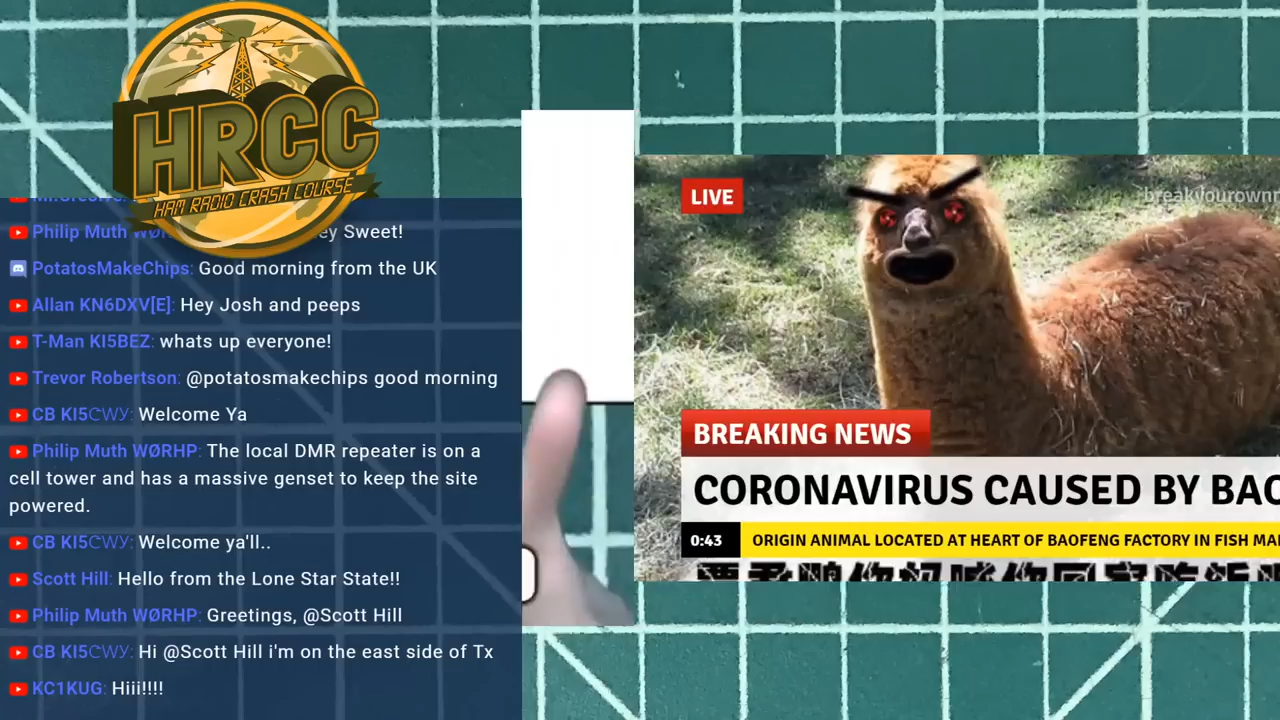 HRCC
HAM RADIO CRASH COURSE
Philip Muth ey Sweet!
PotatosMakeChips: Good morning from the UK
Allan KN6DXV[E]: Hey Josh and peeps
T-Man KI5BEZ: whats up everyone!
Trevor Robertson: @potatosmakechips good morning
CB KI5CWY: Welcome Ya
Philip Muth WØRHP: The local DMR repeater is on a
cell tower and has a massive genset to keep the site
powered.
CB KI5CWY: Welcome ya'll..
Scott Hill: Hello from the Lone Star State!!
Philip Muth WØRHP: Greetings, @Scott Hill
CB KI5CWY: Hi @Scott Hill i'm on the east side of Tx
KC1KUG: Hiii!!!!
LIVE
breakyourown
BREAKING NEWS
CORONAVIRUS CAUSED BY BAO
0:43 ORIGIN ANIMAL LOCATED AT HEART OF BAOFENG FACTORY IN FISH MA